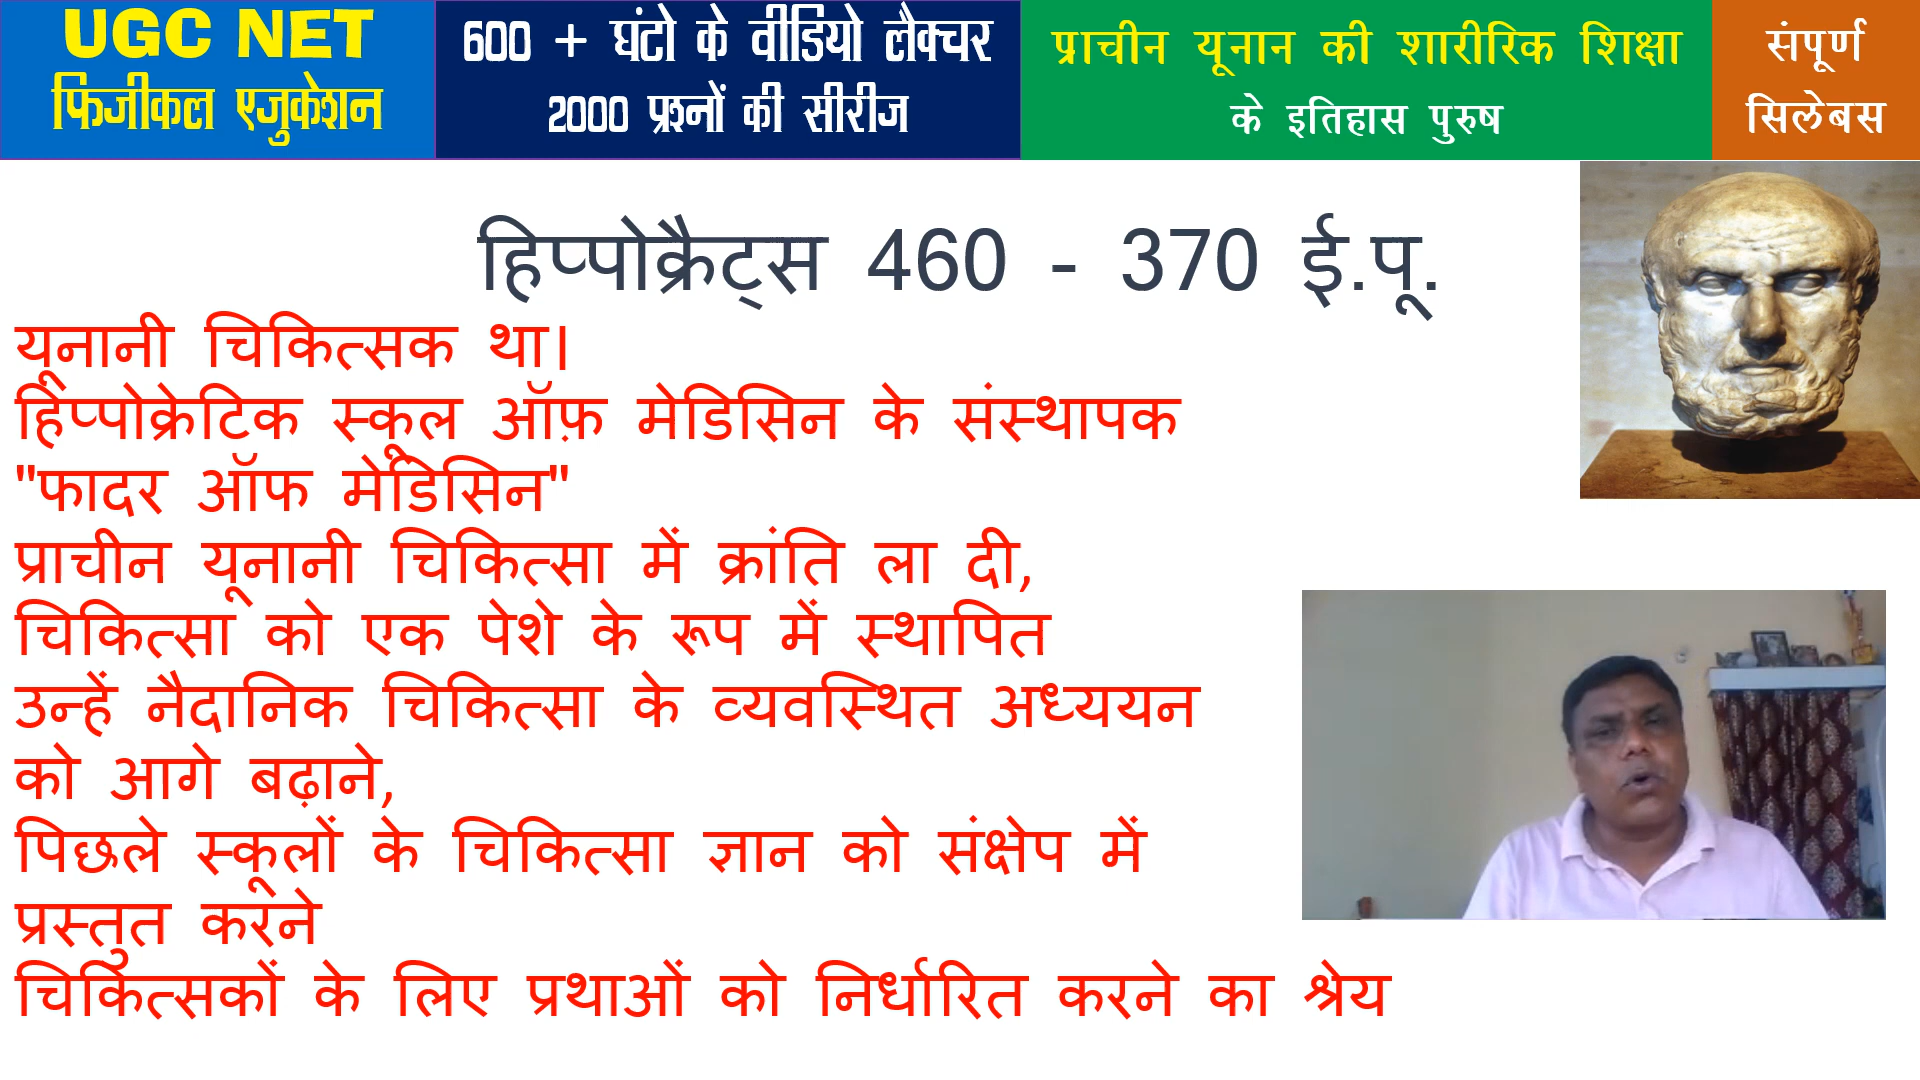 UGC NET
फिजीकल एजुकेशन
600 + घंटो के वीडियो लैक्चर
2000 प्रश्नों की सीरीज
प्राचीन यूनान की शारीरिक शिक्षा
के इतिहास पुरुष
संपूर्ण
सिलेबस
हिप्पोक्रैट्स 460 - 370 ई.पू.
यूनानी चिकित्सक था।
हिप्पोक्रेटिक स्कूल ऑफ़ मेडिसिन के संस्थापक
"फादर ऑफ मेडिसिन"
प्राचीन यूनानी चिकित्सा में क्रांति ला दी,
चिकित्सा को एक पेशे के रूप में स्थापित
उन्हें नैदानिक चिकित्सा के व्यवस्थित अध्ययन
को आगे बढ़ाने,
पिछले स्कूलों के चिकित्सा ज्ञान को संक्षेप में
प्रस्तुत करने
चिकित्सकों के लिए प्रथाओं को निर्धारित करने का श्रेय